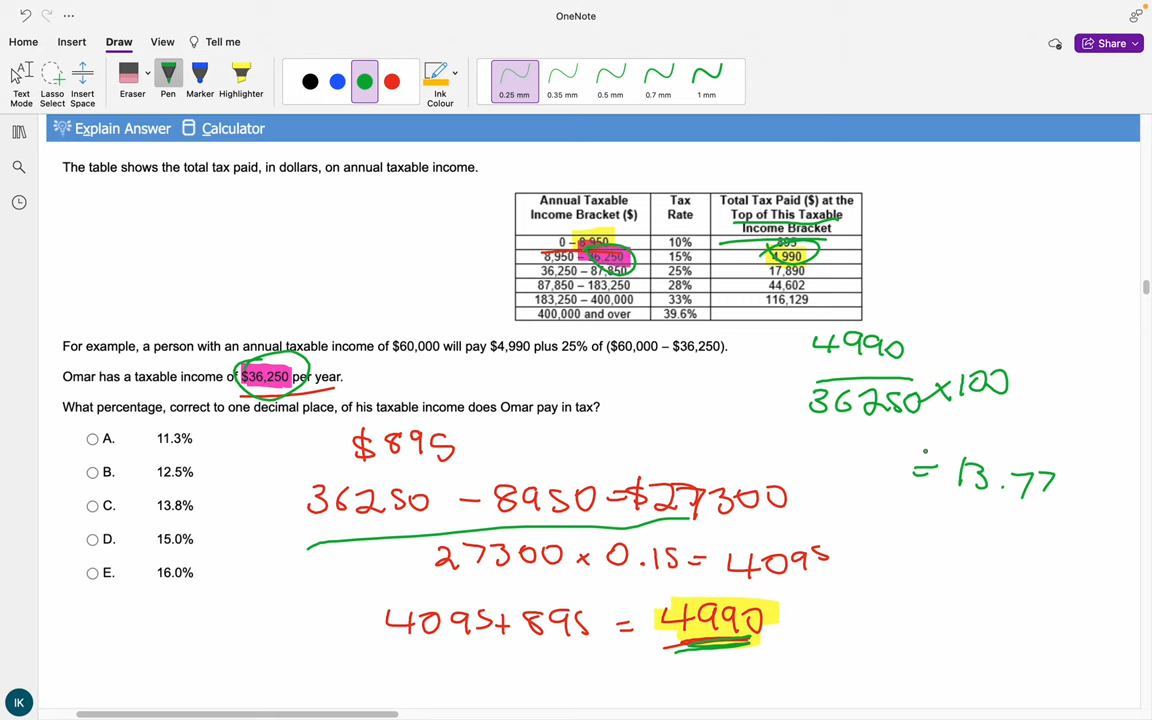 OneNote
Home Insert Draw View Tell me
Share
Text Mode
Lasso Select
Insert Space
Eraser
Pen
Marker
Highlighter
Ink Colour
0.25 mm 0.35 mm 0.5 mm 0.7 mm 1 mm
Explain Answer Calculator
The table shows the total tax paid, in dollars, on annual taxable income.
Annual Taxable Income Bracket ($) Tax Rate Total Tax Paid ($) at the Top of This Taxable Income Bracket
0 – 8,950 10% 895
8,950 – 36,250 15% 4,990
36,250 – 87,850 25% 17,890
87,850 – 183,250 28% 44,602
183,250 – 400,000 33% 116,129
400,000 and over 39.6%
For example, a person with an annual taxable income of $60,000 will pay $4,990 plus 25% of ($60,000 – $36,250).
Omar has a taxable income of $36,250 per year.
What percentage, correct to one decimal place, of his taxable income does Omar pay in tax?
A. 11.3%
B. 12.5%
C. 13.8%
D. 15.0%
E. 16.0%
4990
36250 × 100
= 13.77
$895
36250 - 8950 = $27300
27300 × 0.15 = 4095
4095 + 895 = 4990
IK